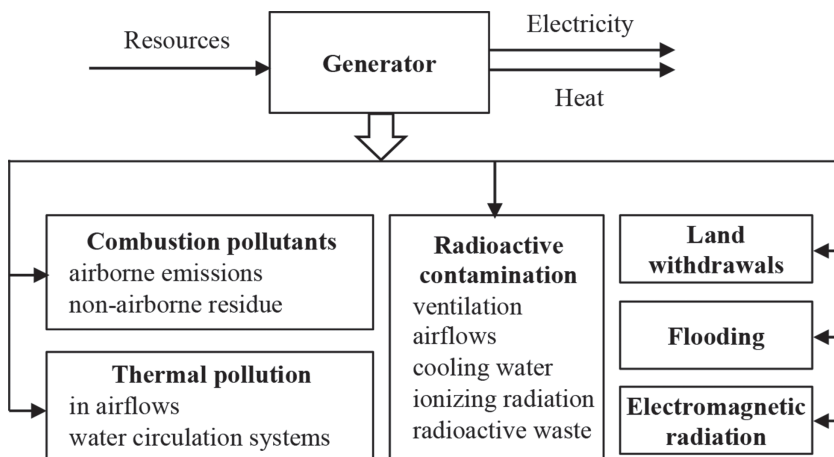 Resources
Generator
Electricity
Heat
Combustion pollutants
airborne emissions
non-airborne residue
Thermal pollution
in airflows
water circulation systems
Radioactive
contamination
ventilation
airflows
cooling water
ionizing radiation
radioactive waste
Land
withdrawals
Flooding
Electromagnetic
radiation